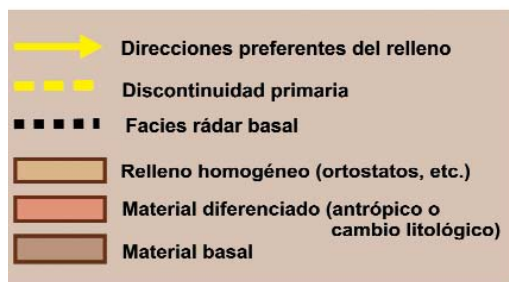 Direcciones preferentes del relleno
Discontinuidad primaria
Facies rádar basal
Relleno homogéneo (ortostatos, etc.)
Material diferenciado (antrópico o
cambio litológico)
Material basal